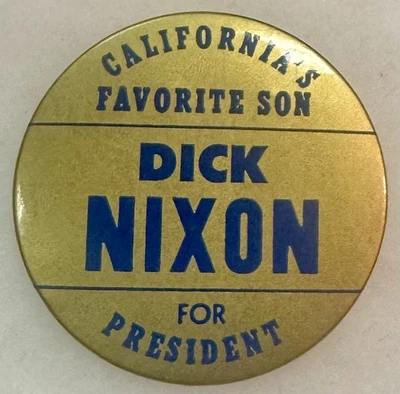 CALIFORNIA'S
FAVORITE SON
DICK
NIXON
FOR
PRESIDENT